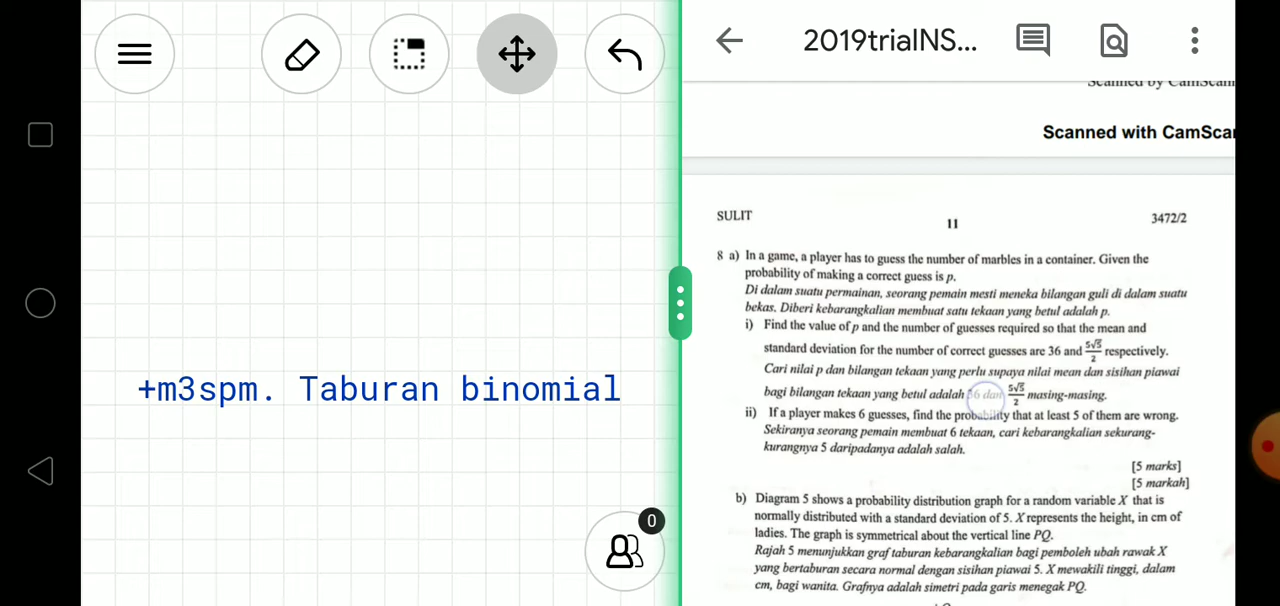 +m3spm. Taburan binomial
0
2019trialNS...
Scanned by CamScann
Scanned with CamScan
SULIT
11
3472/2
8 a) In a game, a player has to guess the number of marbles in a container. Given the
probability of making a correct guess is p.
Di dalam suatu permainan, seorang pemain mesti meneka bilangan guli di dalam suatu
bekas. Diberi kebarangkalian membuat satu tekaan yang betul adalah p.
i) Find the value of p and the number of guesses required so that the mean and
standard deviation for the number of correct guesses are 36 and 5√5/2 respectively.
Cari nilai p dan bilangan tekaan yang perlu supaya nilai mean dan sisihan piawai
bagi bilangan tekaan yang betul adalah 36 dan 5√5/2 masing-masing.
ii) If a player makes 6 guesses, find the probability that at least 5 of them are wrong.
Sekiranya seorang pemain membuat 6 tekaan, cari kebarangkalian sekurang-
kurangnya 5 daripadanya adalah salah.
[5 marks]
[5 markah]
b) Diagram 5 shows a probability distribution graph for a random variable X that is
normally distributed with a standard deviation of 5. X represents the height, in cm of
ladies. The graph is symmetrical about the vertical line PQ.
Rajah 5 menunjukkan graf taburan kebarangkalian bagi pemboleh ubah rawak X
yang bertaburan secara normal dengan sisihan piawai 5. X mewakili tinggi, dalam
cm, bagi wanita. Grafnya adalah simetri pada garis menegak PQ.